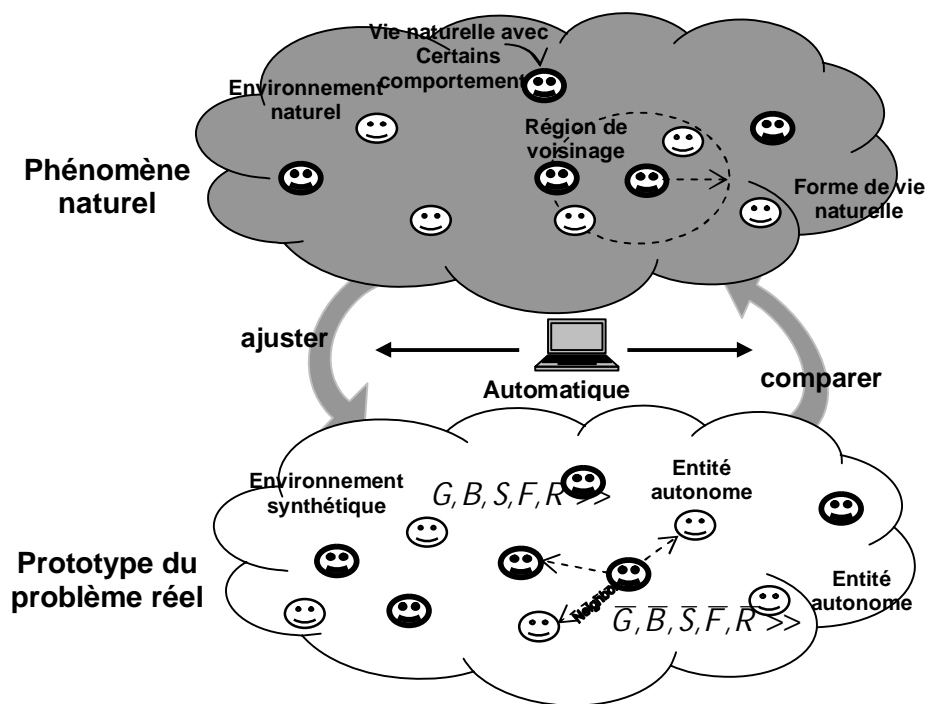 Vie naturelle avec
Certains
comportement
Environnement
naturel
Région de
voisinage
Phénomène
naturel
Forme de vie
naturelle
ajuster
Automatique
comparer
Environnement
synthétique
G,B,S,F,R >>
Entité
autonome
Prototype du
problème réel
Neighbor
Entité
autonome
G̅,B̅,S̅,F̅,R̅ >>